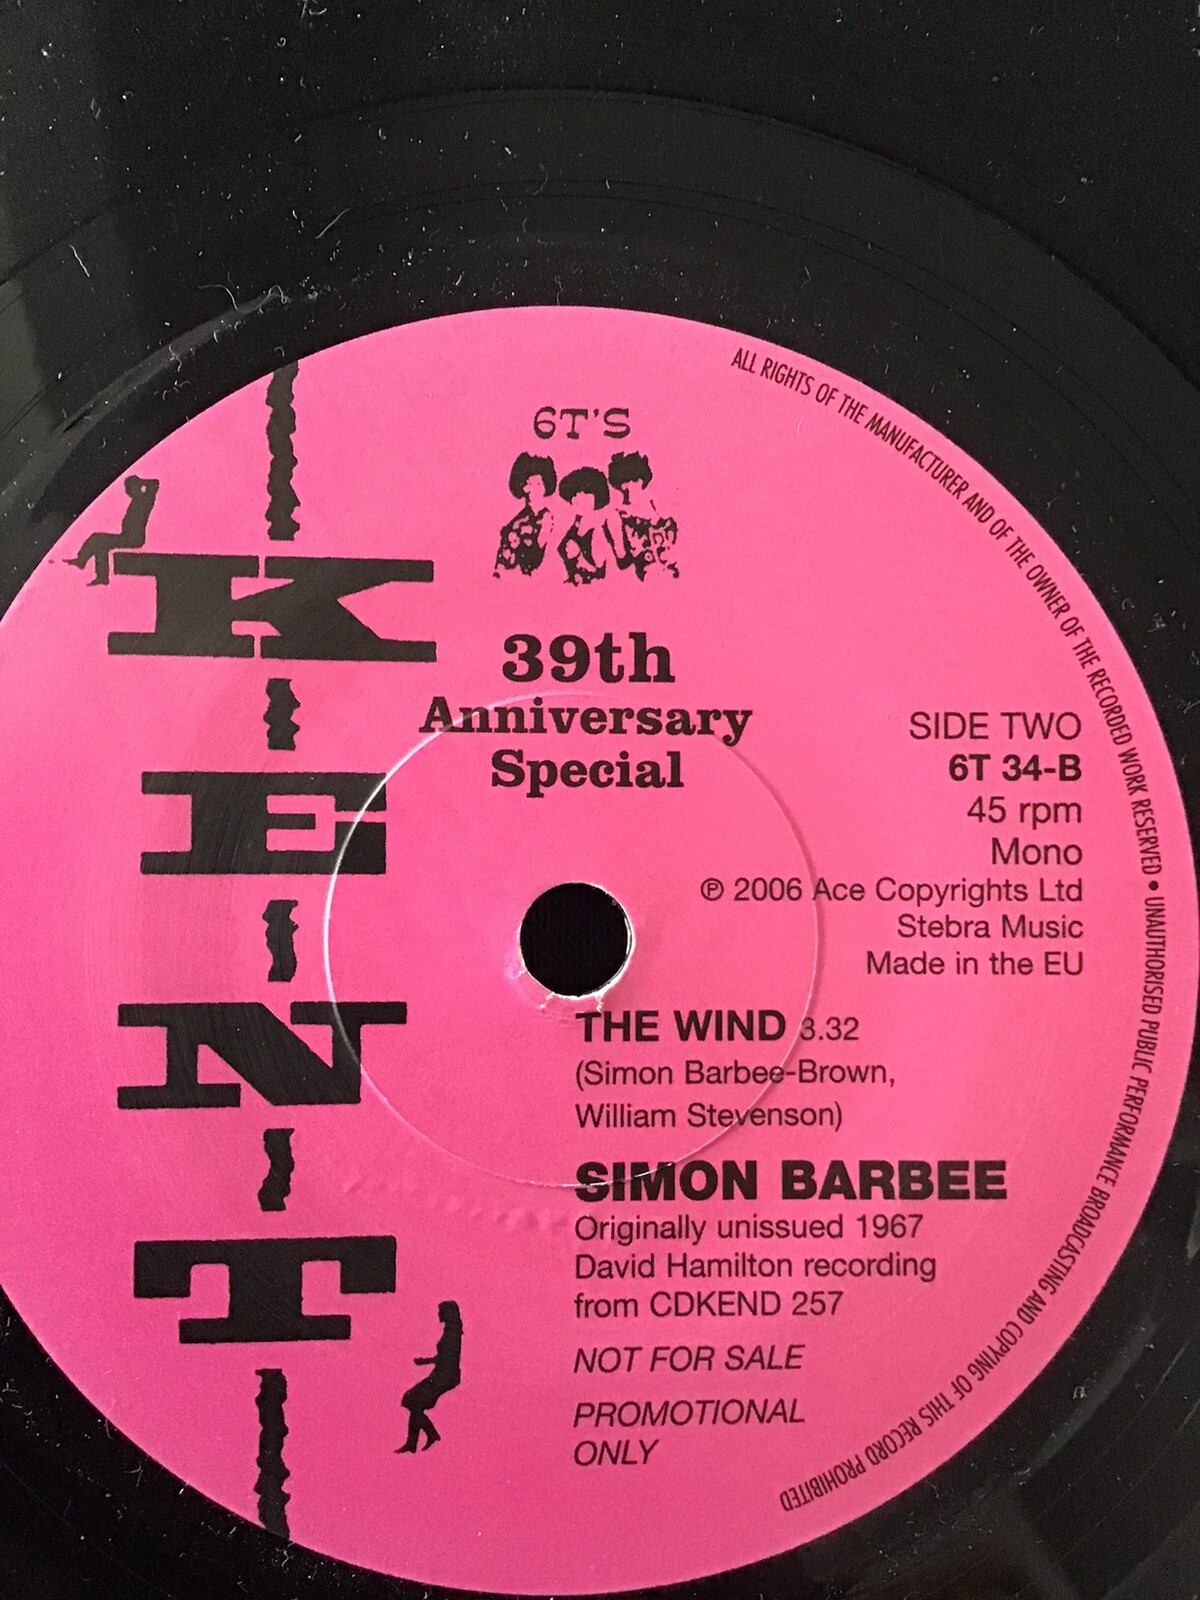 6T'S
39th
Anniversary
Special
KENT
SIDE TWO
6T 34-B
45 rpm
Mono
℗ 2006 Ace Copyrights Ltd
Stebra Music
Made in the EU
THE WIND 3.32
(Simon Barbee-Brown,
William Stevenson)
SIMON BARBEE
Originally unissued 1967
David Hamilton recording
from CDKEND 257
NOT FOR SALE
PROMOTIONAL
ONLY
ALL RIGHTS OF THE MANUFACTURER AND OF THE OWNER OF THE RECORDED WORK RESERVED • UNAUTHORISED PUBLIC PERFORMANCE BROADCASTING AND COPYING OF THIS RECORD PROHIBITED